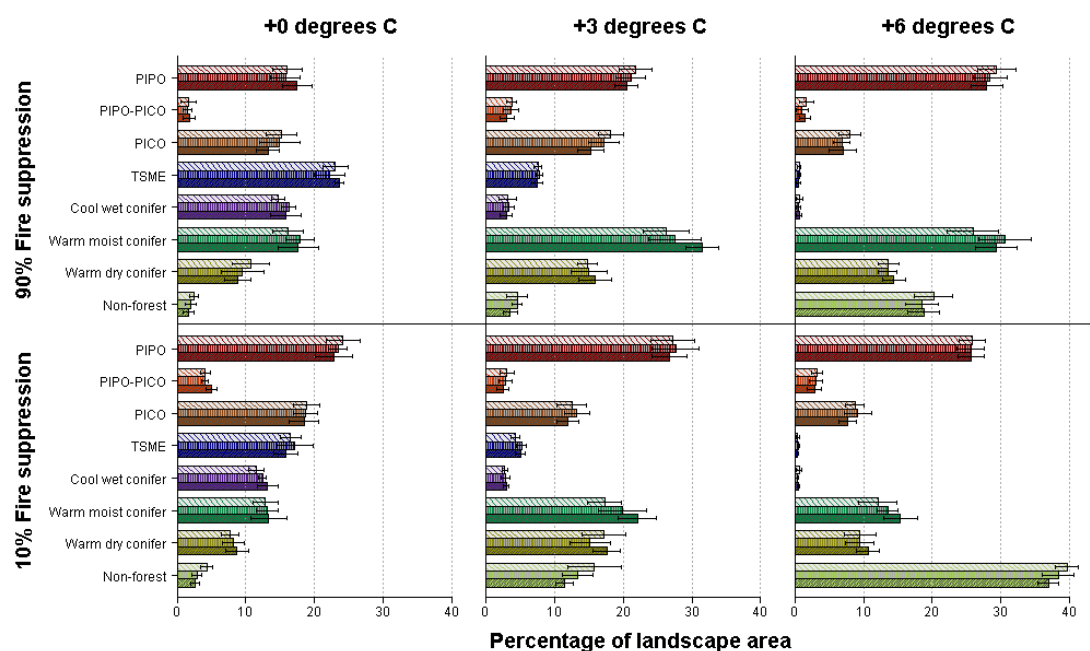 +0 degrees C +3 degrees C +6 degrees C
90% Fire suppression
PIPO
PIPO-PICO
PICO
TSME
Cool wet conifer
Warm moist conifer
Warm dry conifer
Non-forest
10% Fire suppression
PIPO
PIPO-PICO
PICO
TSME
Cool wet conifer
Warm moist conifer
Warm dry conifer
Non-forest
0 10 20 30 40 0 10 20 30 40 0 10 20 30 40
Percentage of landscape area